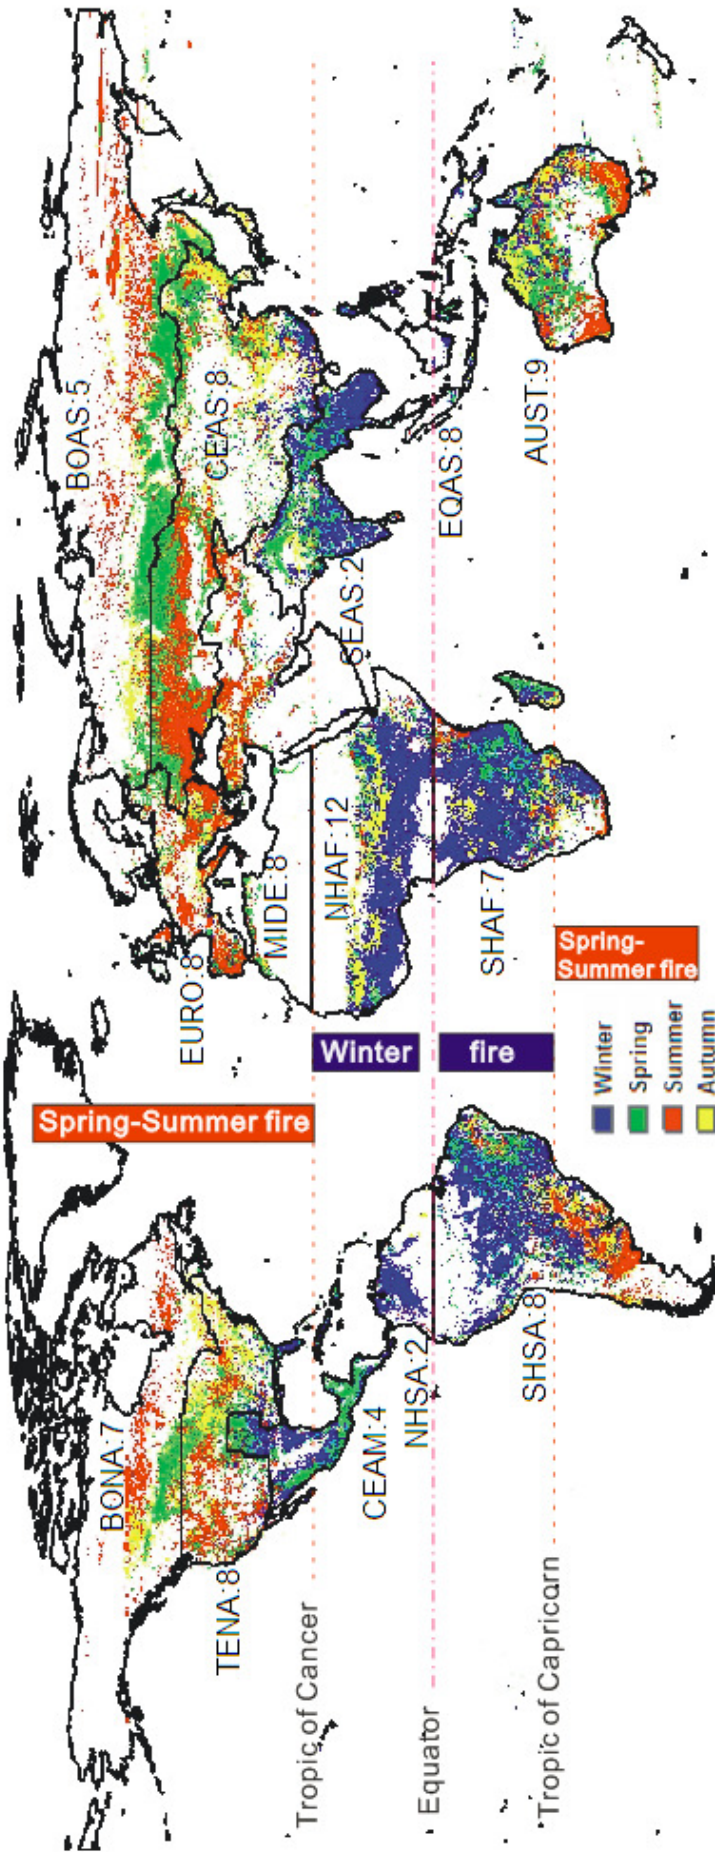 BONA:7
TENA:8
CEAM:4
NHSA:2
SHSA:8
EURO:8
MIDE:8
NHAF:12
SHAF:7
BOAS:5
CEAS:8
SEAS:2
EQAS:8
AUST:9
Tropic of Cancer
Equator
Tropic of Capricorn
Spring-Summer fire
Winter
fire
Spring-
Summer fire
Winter
Spring
Summer
Autumn